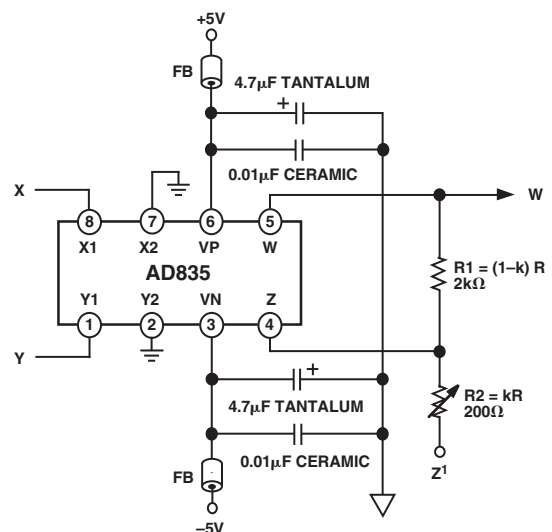 +5V
FB
4.7µF TANTALUM
+
0.01µF CERAMIC
X
W
8
7
6
5
X1
X2
VP
W
AD835
R1 = (1–k) R
2kΩ
Y1
Y2
VN
Z
1
2
3
4
Y
+
4.7µF TANTALUM
R2 = kR
200Ω
0.01µF CERAMIC
FB
Z1
–5V